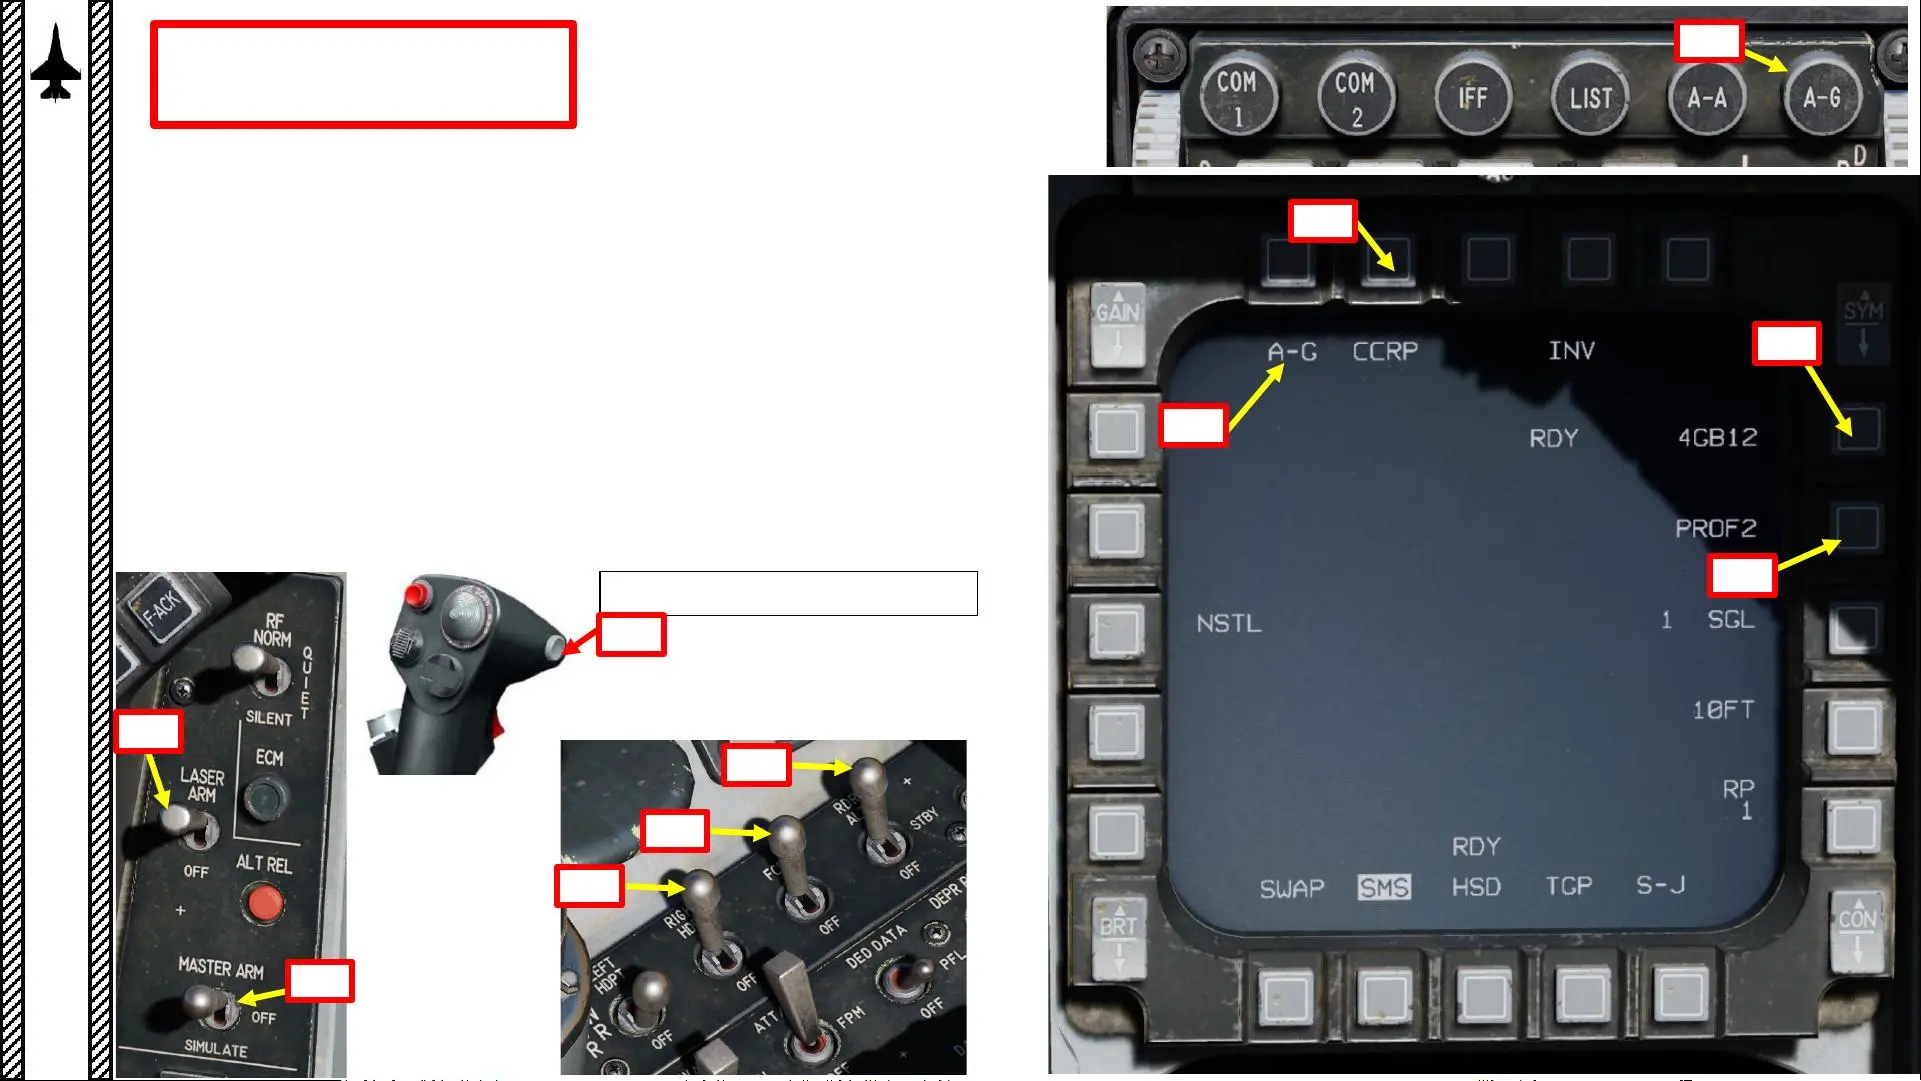 COM
1
COM
2
IFF
LIST
A-A
A-G
GAIN
SYM
A-G CCRP INV
RDY 4GB12
PROF2
NSTL 1 SGL
10FT
RP
1
RDY
SWAP SMS HSD TGP S-J
BRT
CON
F-ACK
RF
NORM
QUIET
SILENT
ECM
LASER
ARM
OFF
ALT REL
MASTER ARM
OFF
SIMULATE
STBY
OFF
OFF
DEPR
OFF
DED DATA
PFL
OFF
LEFT
HDPT
OFF
ATT
FPM